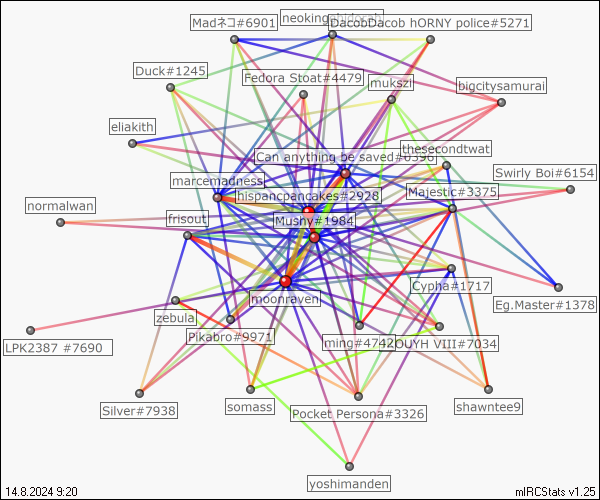 Madネコ#6901
DacobDacob hORNY police#5271
Duck#1245
Fedora Stoat#4479
mukszi
bigcitysamurai
eliakith
thesecondtwat
Can anything be saved#6396
Swirly Boi#6154
marcemadness
hispancpancakes#2928
Majestic#3375
normalwan
frisout
Mushy#1984
Cypha#1717
moonraven
Eg.Master#1378
zebula
Pikabro#9971
ming#4742
OUYH VIII#7034
LPK2387 #7690
Silver#7938
somass
Pocket Persona#3326
shawntee9
yoshimanden
14.8.2024 9:20
mIRCStats v1.25